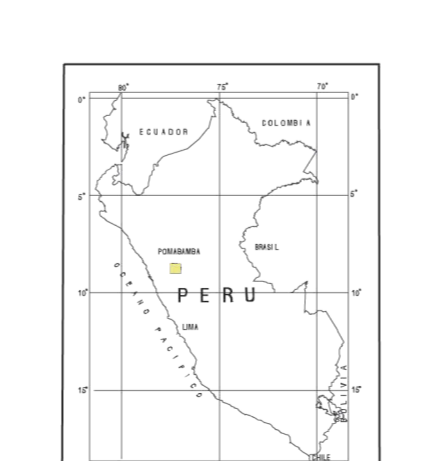 80° 75° 70°
0° 0°
COLOMBIA
ECUADOR
5° 5°
BRASIL
POMABAMBA
OCEANO PACIFICO
10° 10°
PERU
LIMA
BOLIVIA
15° 15°
CHILE